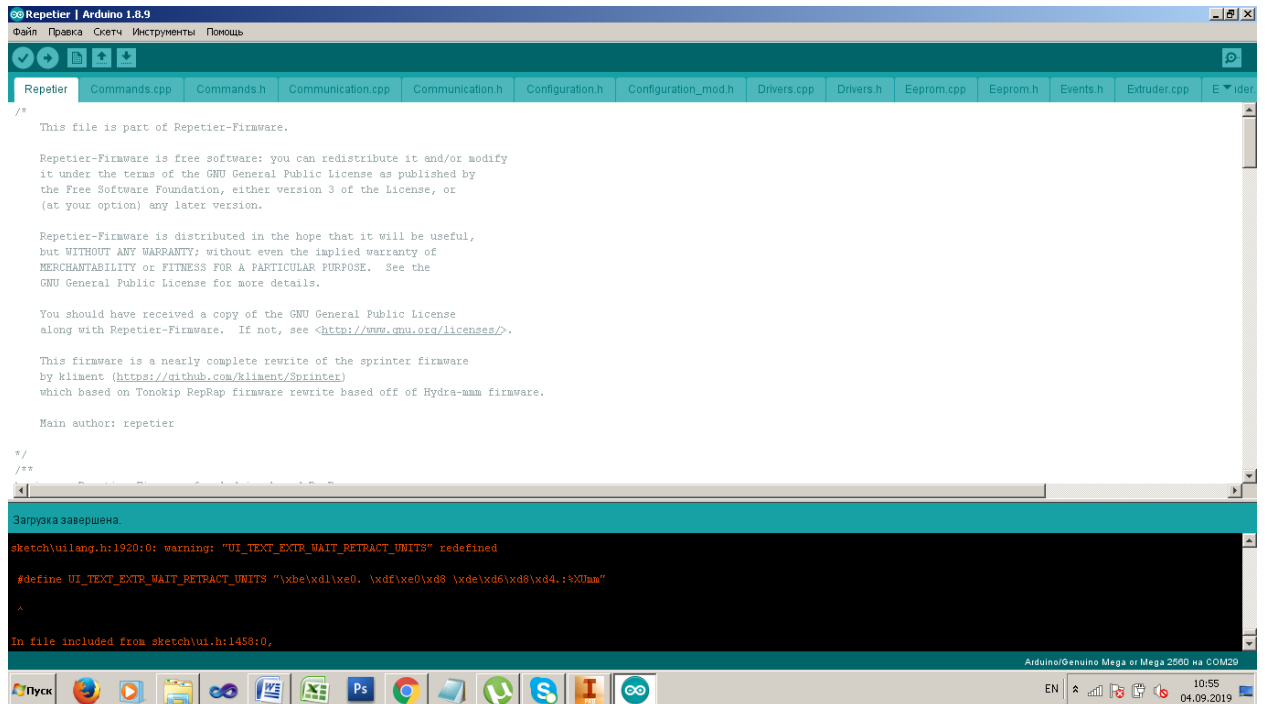 Repetier | Arduino 1.8.9
Файл Правка Скетч Инструменты Помощь
Repetier Commands.cpp Commands.h Communication.cpp Communication.h Configuration.h Configuration_mod.h Drivers.cpp Drivers.h Eeprom.cpp Eeprom.h Events.h Extruder.cpp
/*
This file is part of Repetier-Firmware.
Repetier-Firmware is free software: you can redistribute it and/or modify
it under the terms of the GNU General Public License as published by
the Free Software Foundation, either version 3 of the License, or
(at your option) any later version.
Repetier-Firmware is distributed in the hope that it will be useful,
but WITHOUT ANY WARRANTY; without even the implied warranty of
MERCHANTABILITY or FITNESS FOR A PARTICULAR PURPOSE.  See the
GNU General Public License for more details.
You should have received a copy of the GNU General Public License
along with Repetier-Firmware.  If not, see <http://www.gnu.org/licenses/>.
This firmware is a nearly complete rewrite of the sprinter firmware
by kliment (https://github.com/kliment/Sprinter)
which based on Tonokip RepRap firmware rewrite based off of Hydra-mmm firmware.
Main author: repetier
*/
/**
Загрузка завершена.
sketch\uilang.h:1920:0: warning: "UI_TEXT_EXTR_WAIT_RETRACT_UNITS" redefined
#define UI_TEXT_EXTR_WAIT_RETRACT_UNITS "\xbe\xd1\xe0. \xdf\xe0\xd8 \xde\xd6\xd8\xd4.:%XUmm"
^
In file included from sketch\ui.h:1458:0,
Arduino/Genuino Mega or Mega 2560 на COM29
Пуск
Ps
PRO
EN
10:55
04.09.2019